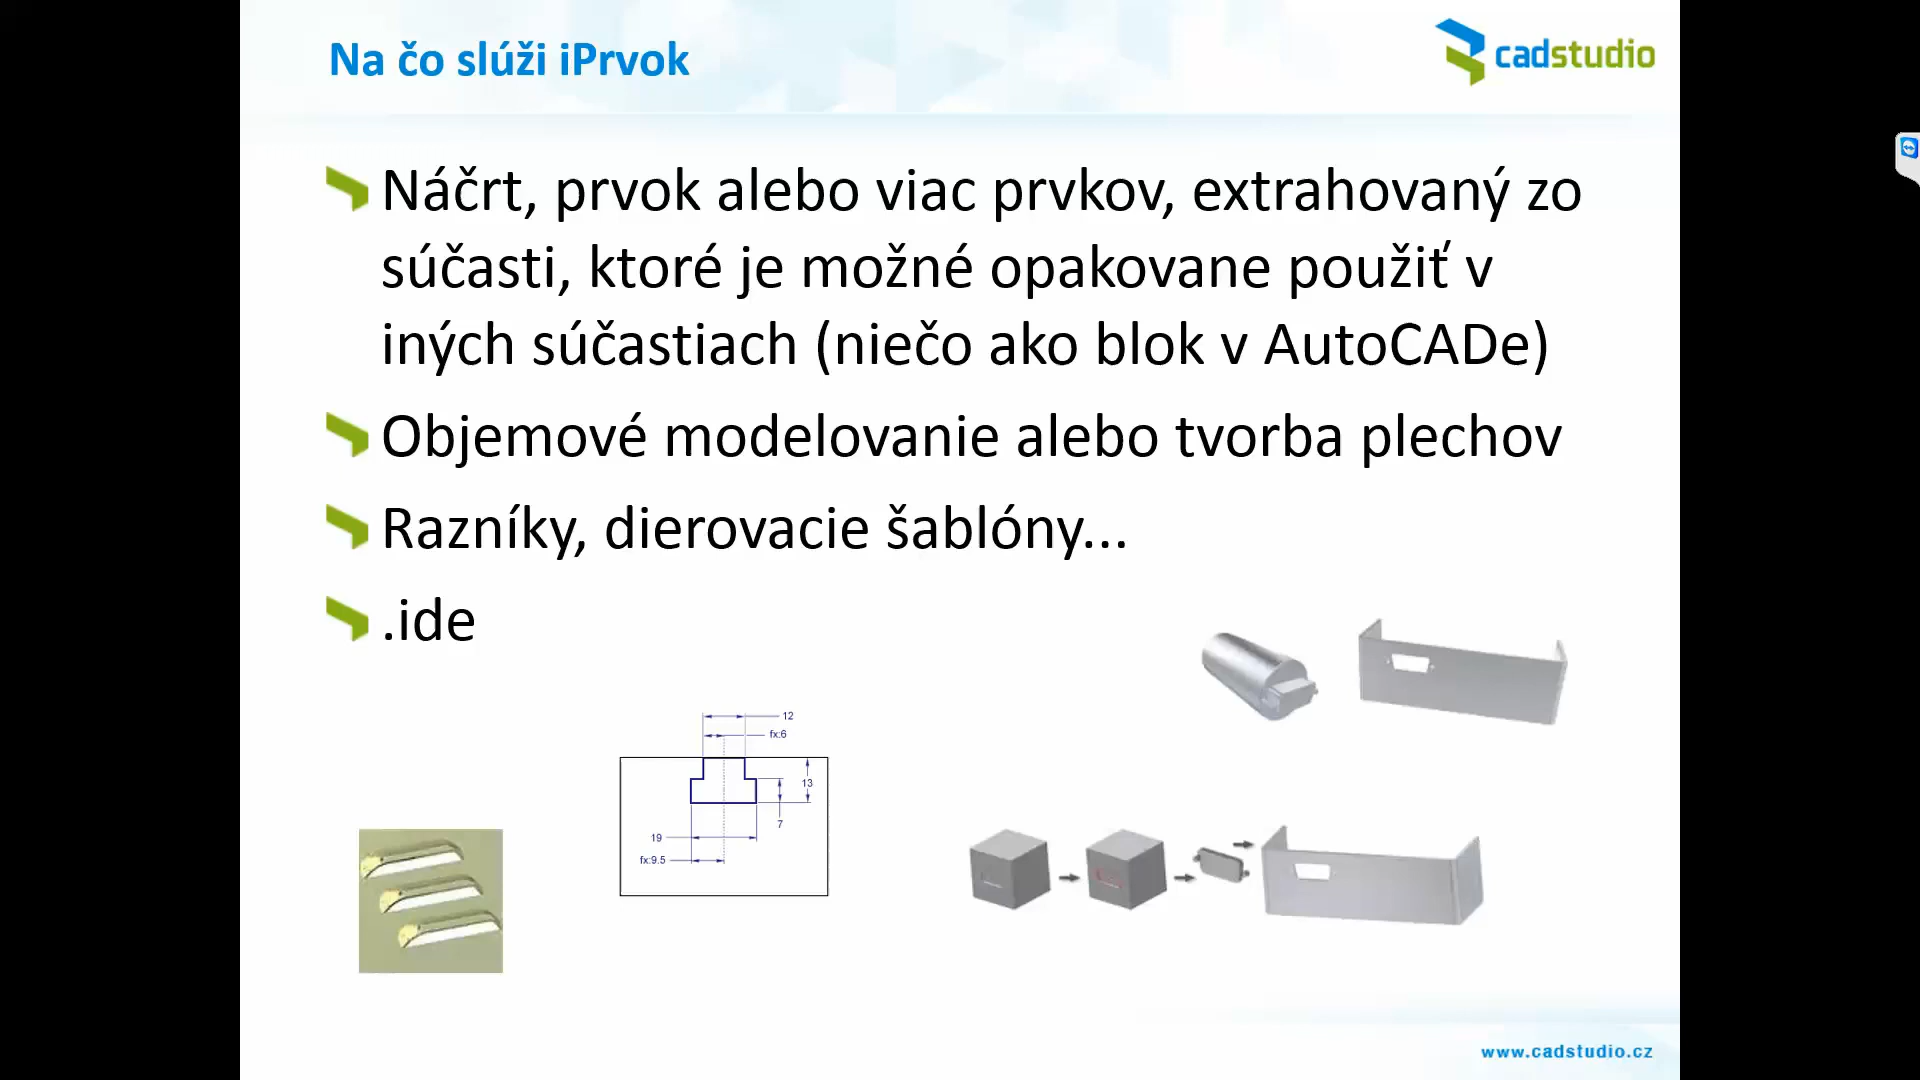 Na čo slúži iPrvok
cadstudio
Náčrt, prvok alebo viac prvkov, extrahovaný zo
súčasti, ktoré je možné opakovane použiť v
iných súčastiach (niečo ako blok v AutoCADe)
Objemové modelovanie alebo tvorba plechov
Razníky, dierovacie šablóny...
.ide
12
fx:6
13
7
19
fx:9.5
www.cadstudio.cz